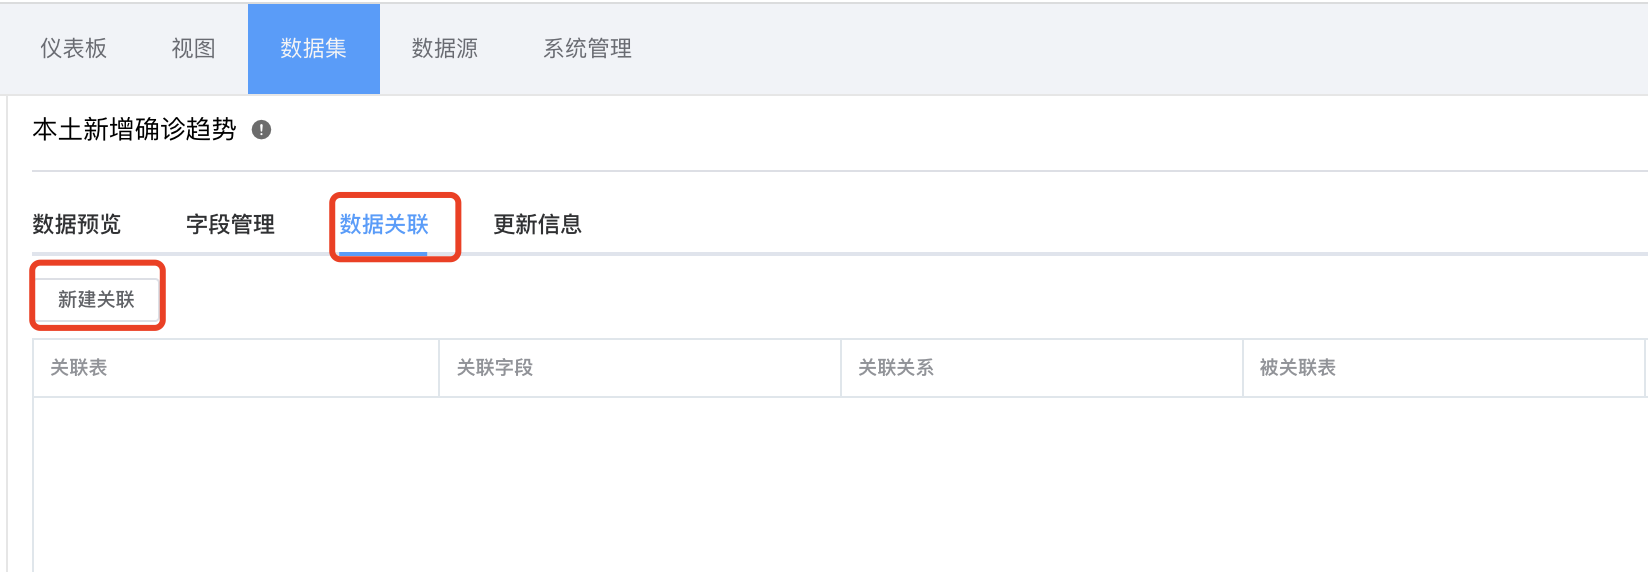 仪表板 视图 数据集 数据源 系统管理
本土新增确诊趋势
数据预览 字段管理 数据关联 更新信息
新建关联
关联表 关联字段 关联关系 被关联表